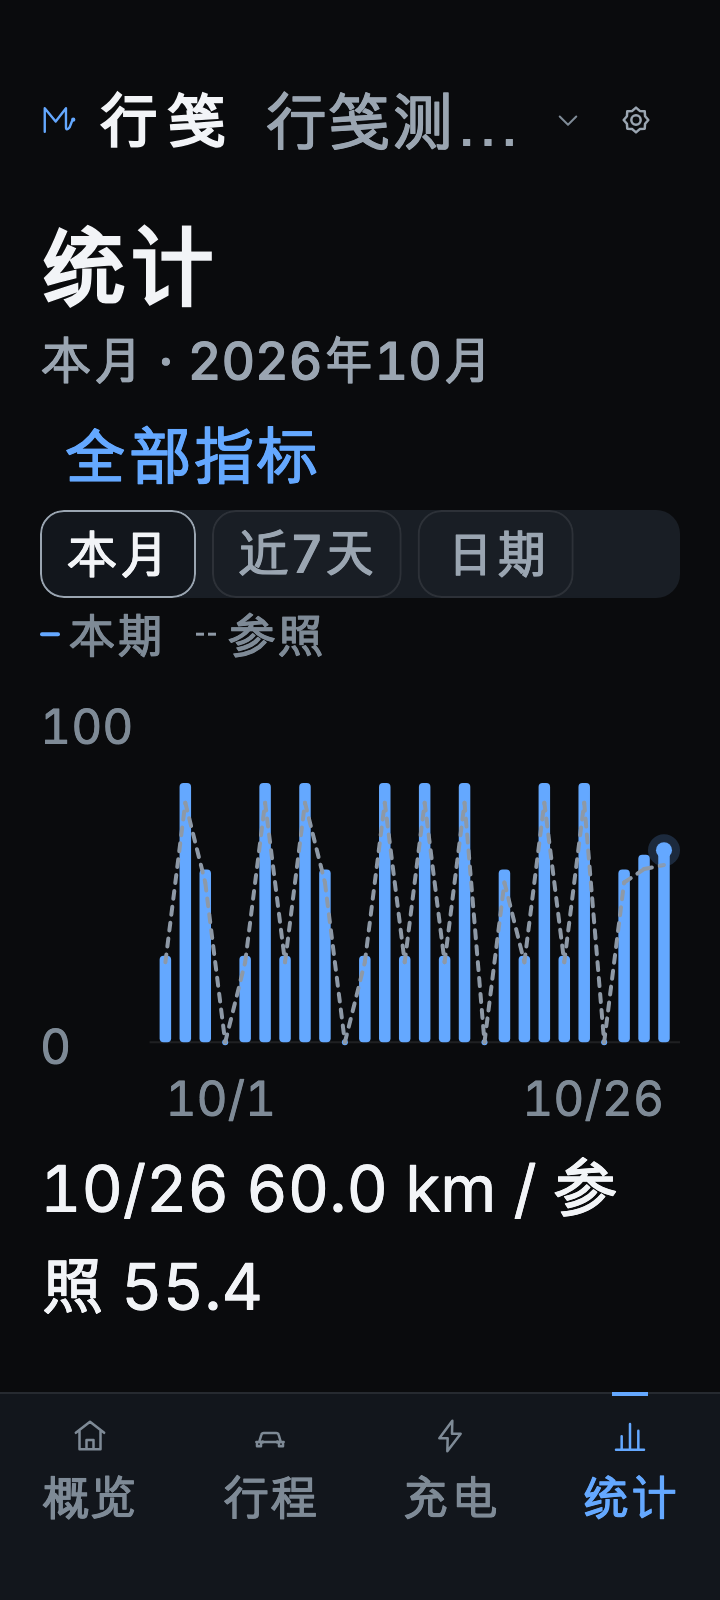 行笺 行笺测...
统计
本月 · 2026年10月
全部指标
本月 近7天 日期
本期 参照
100
0
10/1 10/26
10/26 60.0 km / 参
照 55.4
概览 行程 充电 统计